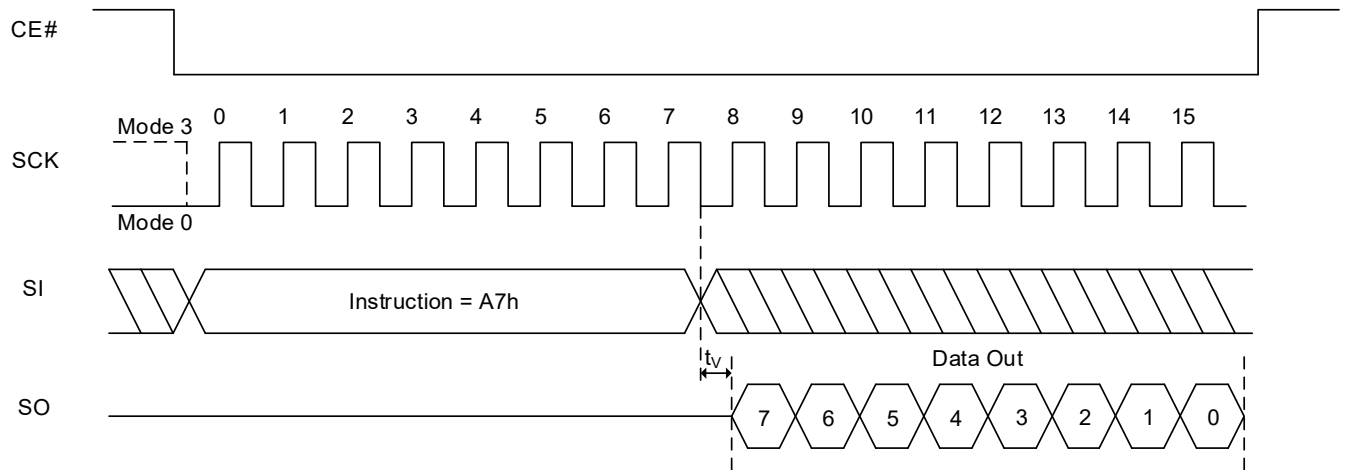 CE#
0 1 2 3 4 5 6 7 8 9 10 11 12 13 14 15
Mode 3
SCK
Mode 0
SI
Instruction = A7h
tV
Data Out
SO
7 6 5 4 3 2 1 0